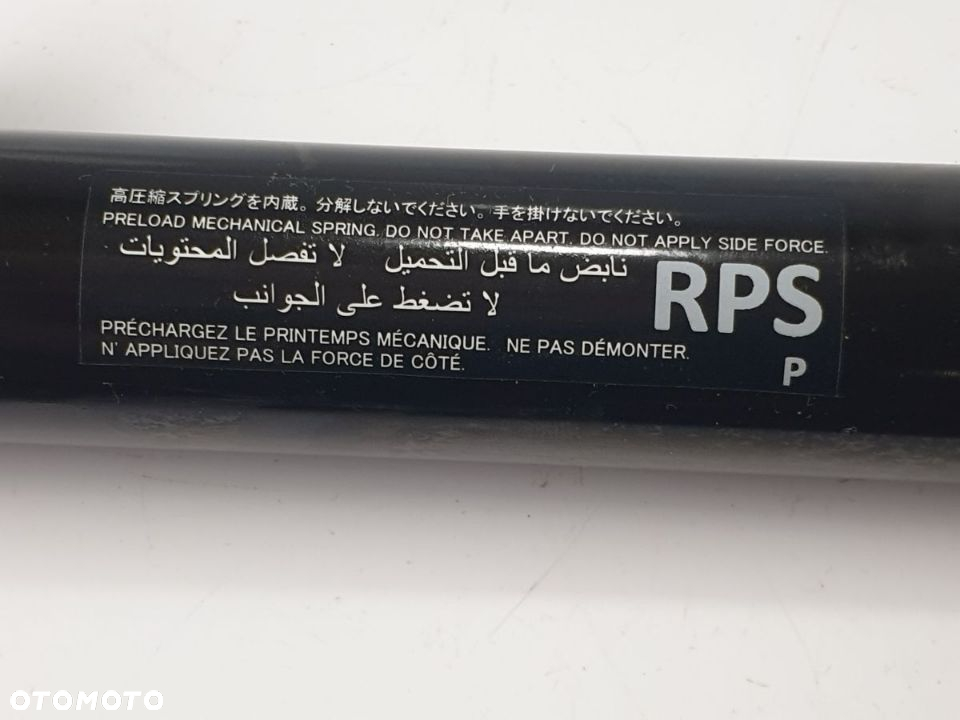 高圧縮スプリングを内蔵。分解しないでください。手を掛けないでください。
PRELOAD MECHANICAL SPRING. DO NOT TAKE APART. DO NOT APPLY SIDE FORCE.
نابض ما قبل التحميل لا تفصل المحتويات
لا تضغط على الجوانب
RPS
PRÉCHARGEZ LE PRINTEMPS MÉCANIQUE. NE PAS DÉMONTER.
N' APPLIQUEZ PAS LA FORCE DE CÔTÉ.
P
OTOMOTO